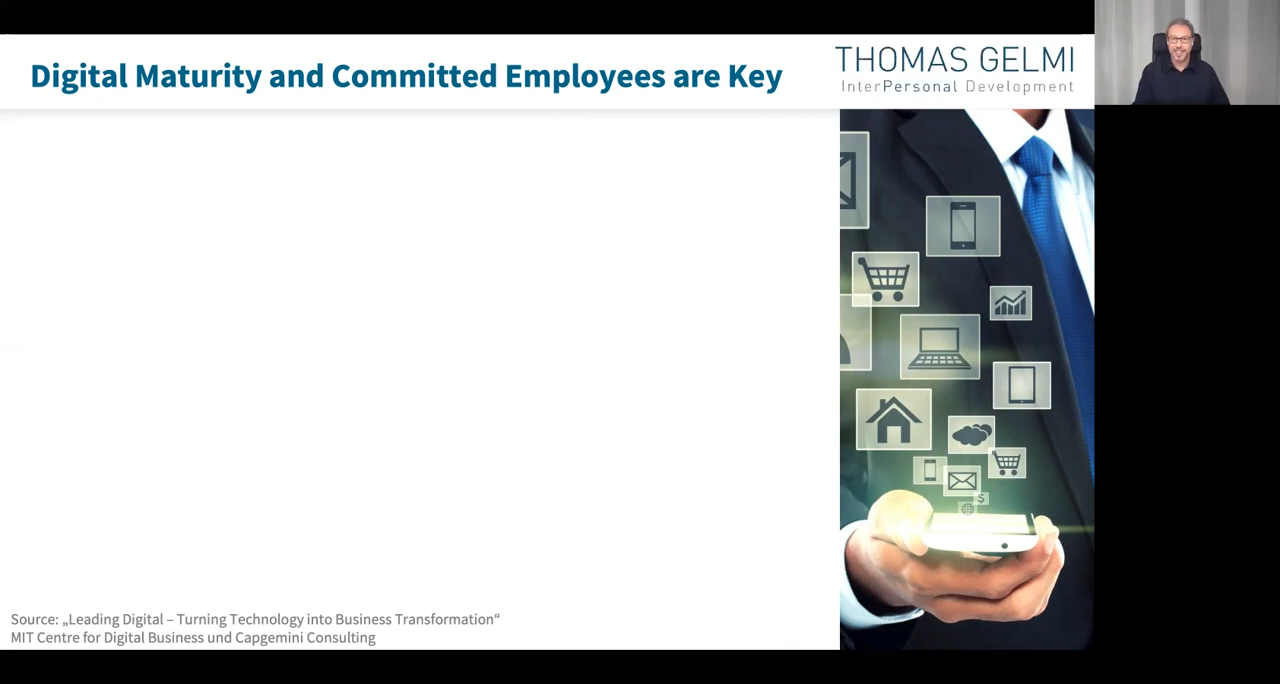 Digital Maturity and Committed Employees are Key
THOMAS GELMI
InterPersonal Development
$
Source: „Leading Digital – Turning Technology into Business Transformation“
MIT Centre for Digital Business und Capgemini Consulting